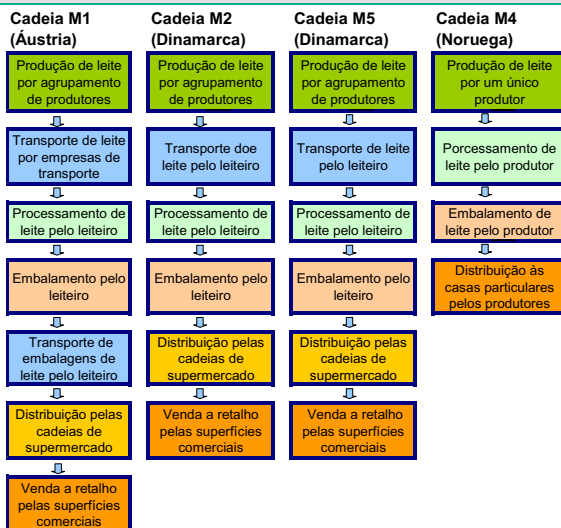 Cadeia M1
(Áustria)
Produção de leite
por agrupamento
de produtores
Transporte de leite
por empresas de
transporte
Processamento de
leite pelo leiteiro
Embalamento pelo
leiteiro
Transporte de
embalagens de
leite pelo leiteiro
Distribuição pelas
cadeias de
supermercado
Venda a retalho
pelas superfícies
comerciais
Cadeia M2
(Dinamarca)
Produção de leite
por agrupamento
de produtores
Transporte doe
leite pelo leiteiro
Processamento de
leite pelo leiteiro
Embalamento pelo
leiteiro
Distribuição pelas
cadeias de
supermercado
Venda a retalho
pelas superfícies
comerciais
Cadeia M5
(Dinamarca)
Produção de leite
por agrupamento
de produtores
Transporte de leite
pelo leiteiro
Processamento de
leite pelo leiteiro
Embalamento pelo
leiteiro
Distribuição pelas
cadeias de
supermercado
Venda a retalho
pelas superfícies
comerciais
Cadeia M4
(Noruega)
Produção de leite
por um único
produtor
Porcessamento de
leite pelo produtor
Embalamento de
leite pelo produtor
Distribuição às
casas particulares
pelos produtores